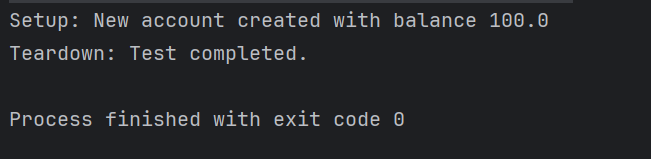 Setup: New account created with balance 100.0
Teardown: Test completed.
Process finished with exit code 0